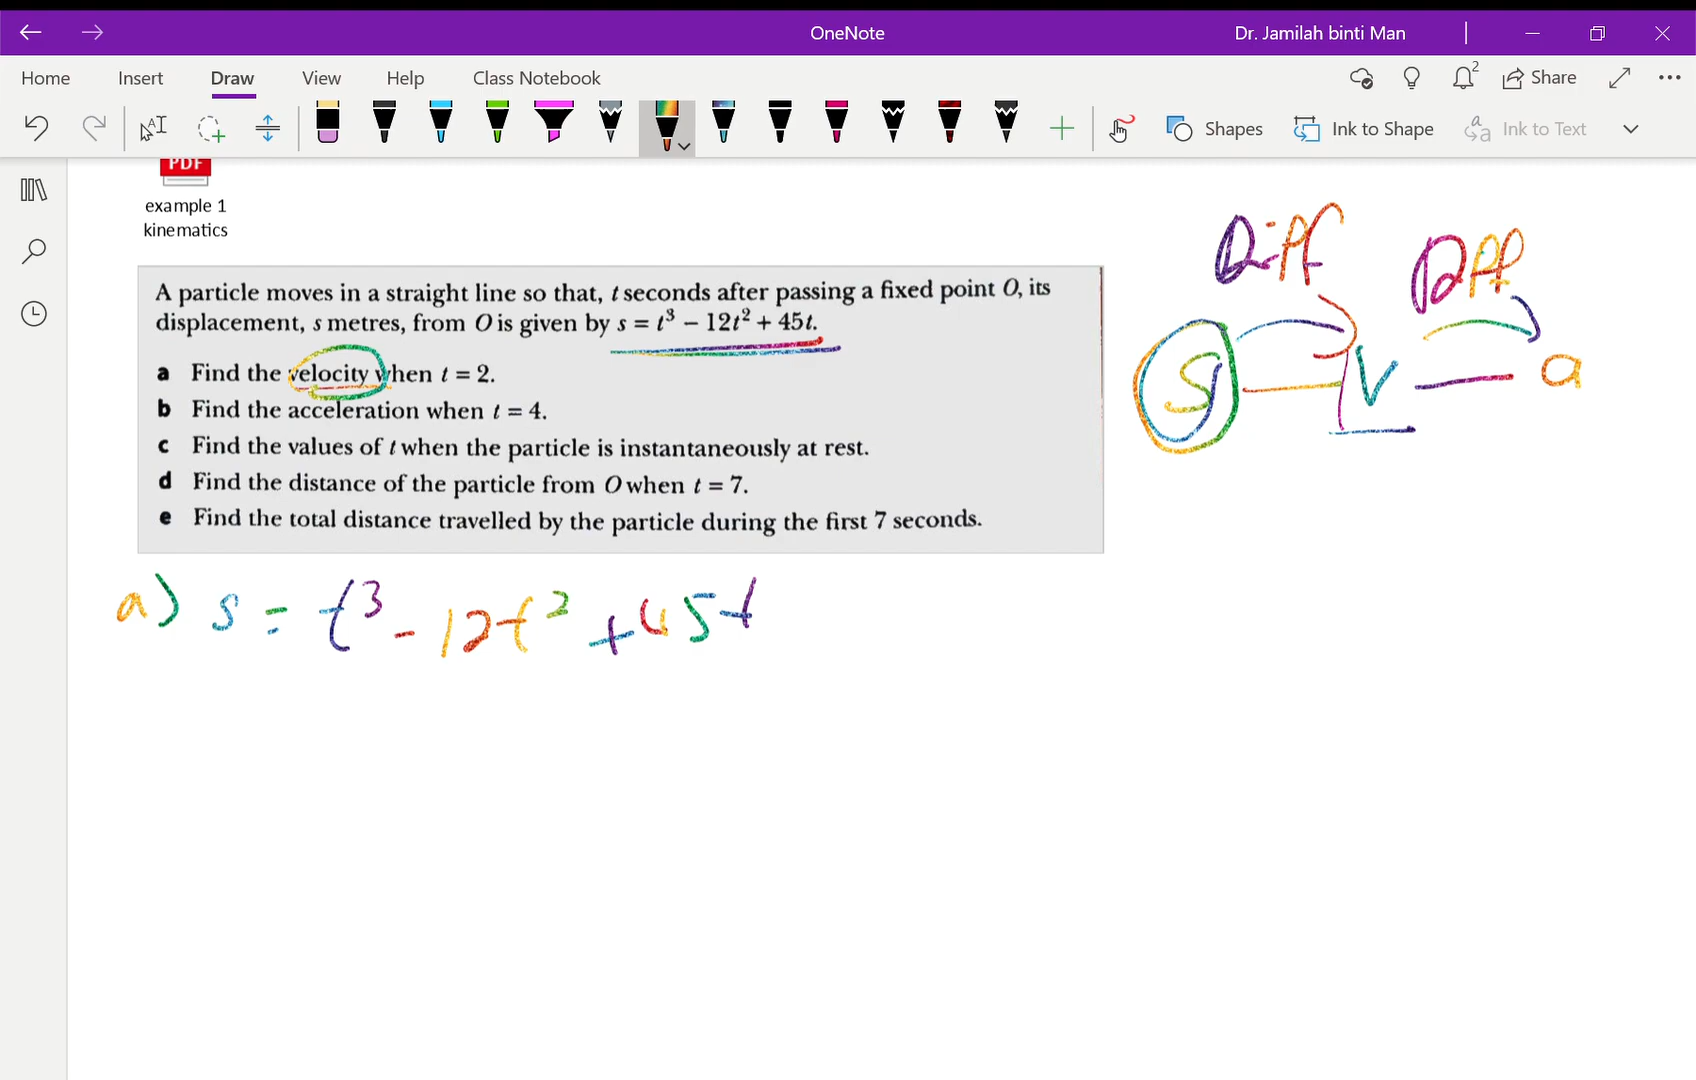 OneNote
Dr. Jamilah binti Man
Home Insert Draw View Help Class Notebook
2
Share
Shapes
Ink to Shape
Ink to Text
PDF
example 1
kinematics
A particle moves in a straight line so that, t seconds after passing a fixed point O, its
displacement, s metres, from O is given by s = t³ − 12t² + 45t.
a Find the velocity when t = 2.
b Find the acceleration when t = 4.
c Find the values of t when the particle is instantaneously at rest.
d Find the distance of the particle from O when t = 7.
e Find the total distance travelled by the particle during the first 7 seconds.
Diff Diff
S V a
a) s = t³ - 12t² + 45t